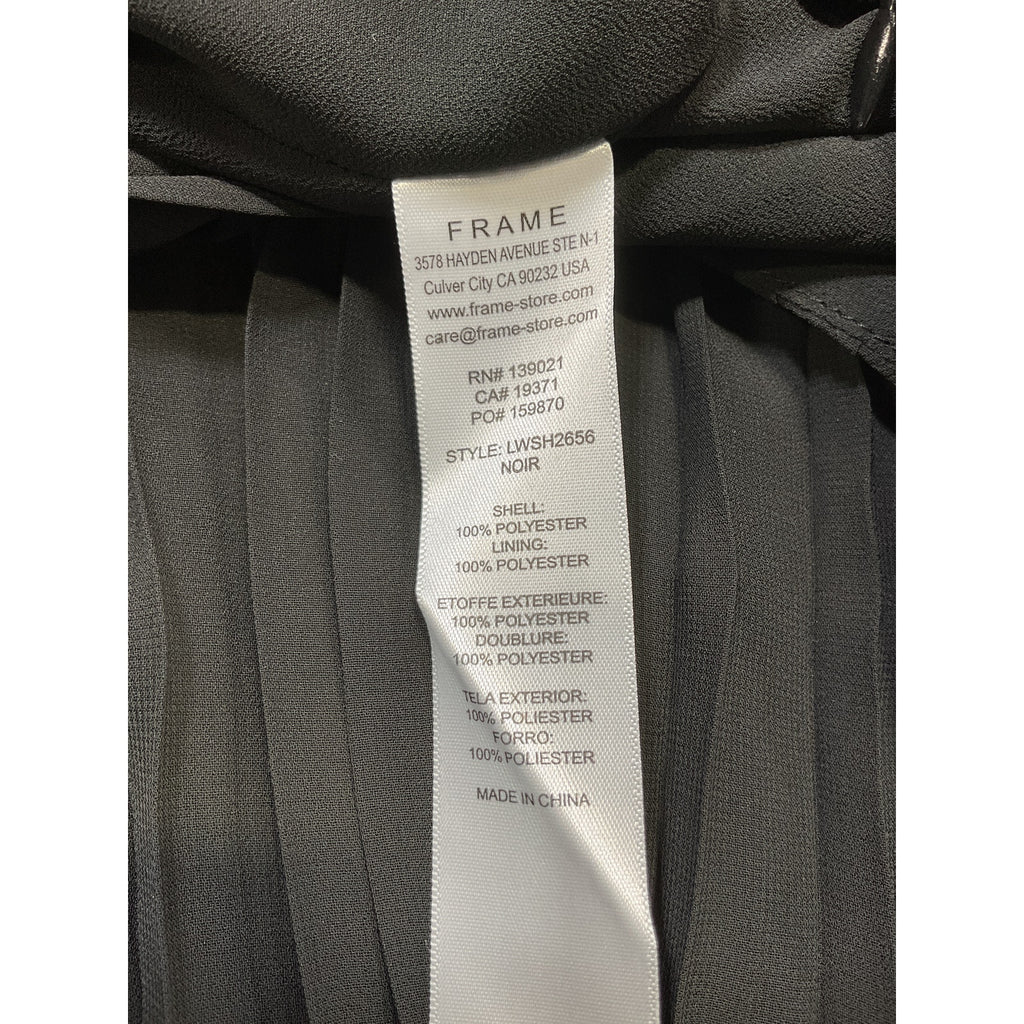 FRAME
3578 HAYDEN AVENUE STE N-1
Culver City CA 90232 USA
www.frame-store.com
care@frame-store.com
RN# 139021
CA# 19371
PO# 159870
STYLE: LWSH2656
NOIR
SHELL:
100% POLYESTER
LINING:
100% POLYESTER
ETOFFE EXTERIEURE:
100% POLYESTER
DOUBLURE:
100% POLYESTER
TELA EXTERIOR:
100% POLIESTER
FORRO:
100% POLIESTER
MADE IN CHINA